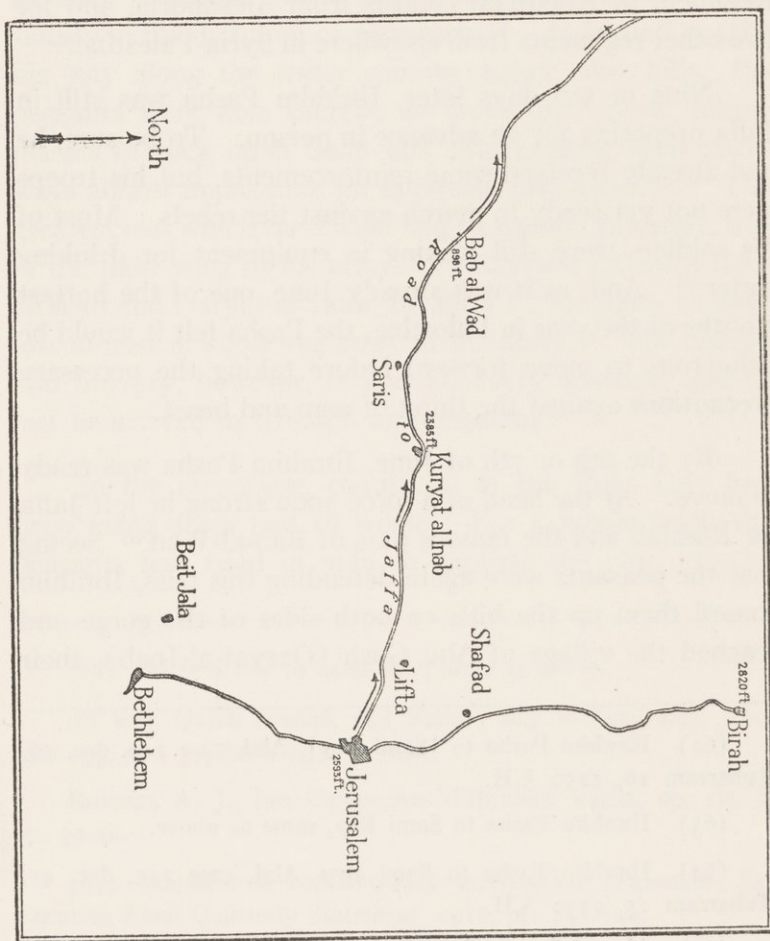 Birah
2820 ft
Shafad
Bab al Wad
898 ft.
Kuryat al Inab
2385 ft
Road to Jaffa
Lifta
Saris
Jerusalem
2593 ft.
Beit Jala
North
Bethlehem